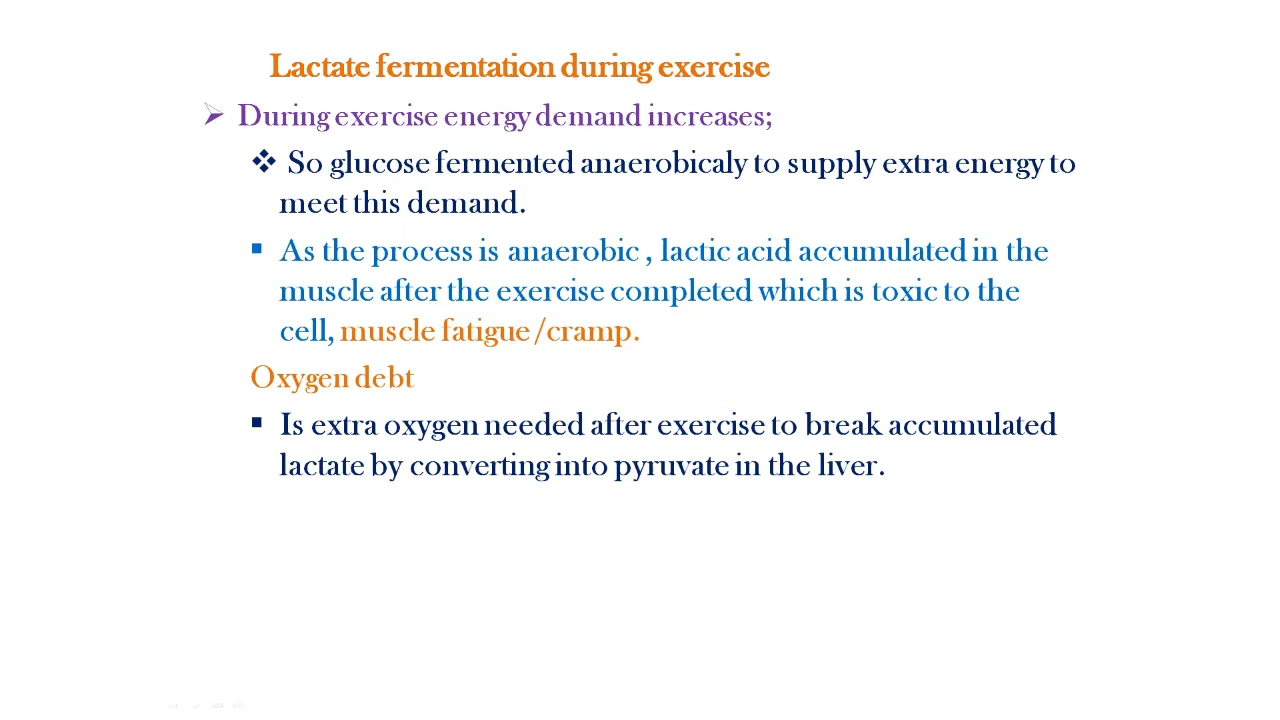 Lactate fermentation during exercise
During exercise energy demand increases;
So glucose fermented anaerobicaly to supply extra energy to
meet this demand.
As the process is anaerobic , lactic acid accumulated in the
muscle after the exercise completed which is toxic to the
cell, muscle fatigue/cramp.
Oxygen debt
Is extra oxygen needed after exercise to break accumulated
lactate by converting into pyruvate in the liver.